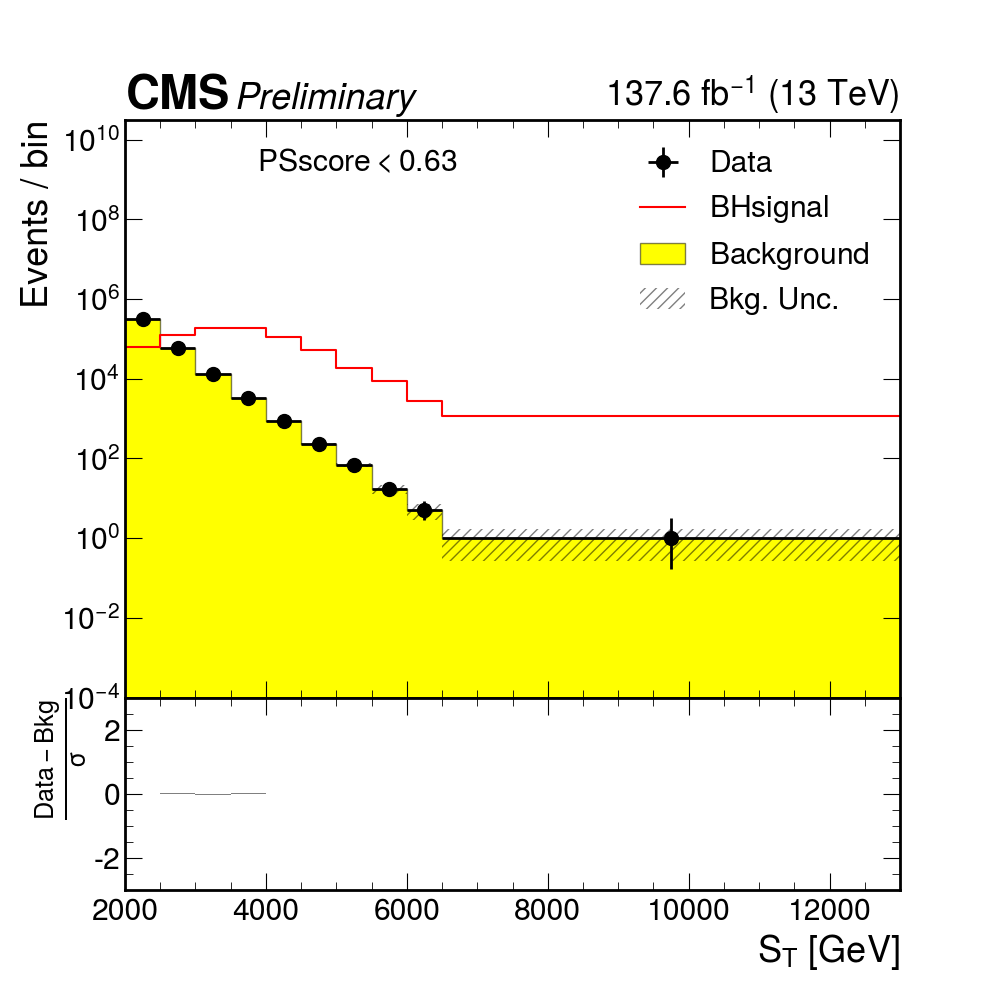 CMS Preliminary 137.6 fb⁻¹ (13 TeV)
Events / bin
PSscore < 0.63
Data
BHsignal
Background
Bkg. Unc.
10¹⁰
10⁸
10⁶
10⁴
10²
10⁰
10⁻²
10⁻⁴
Data – Bkg
σ
2
0
-2
2000 4000 6000 8000 10000 12000
S_T [GeV]